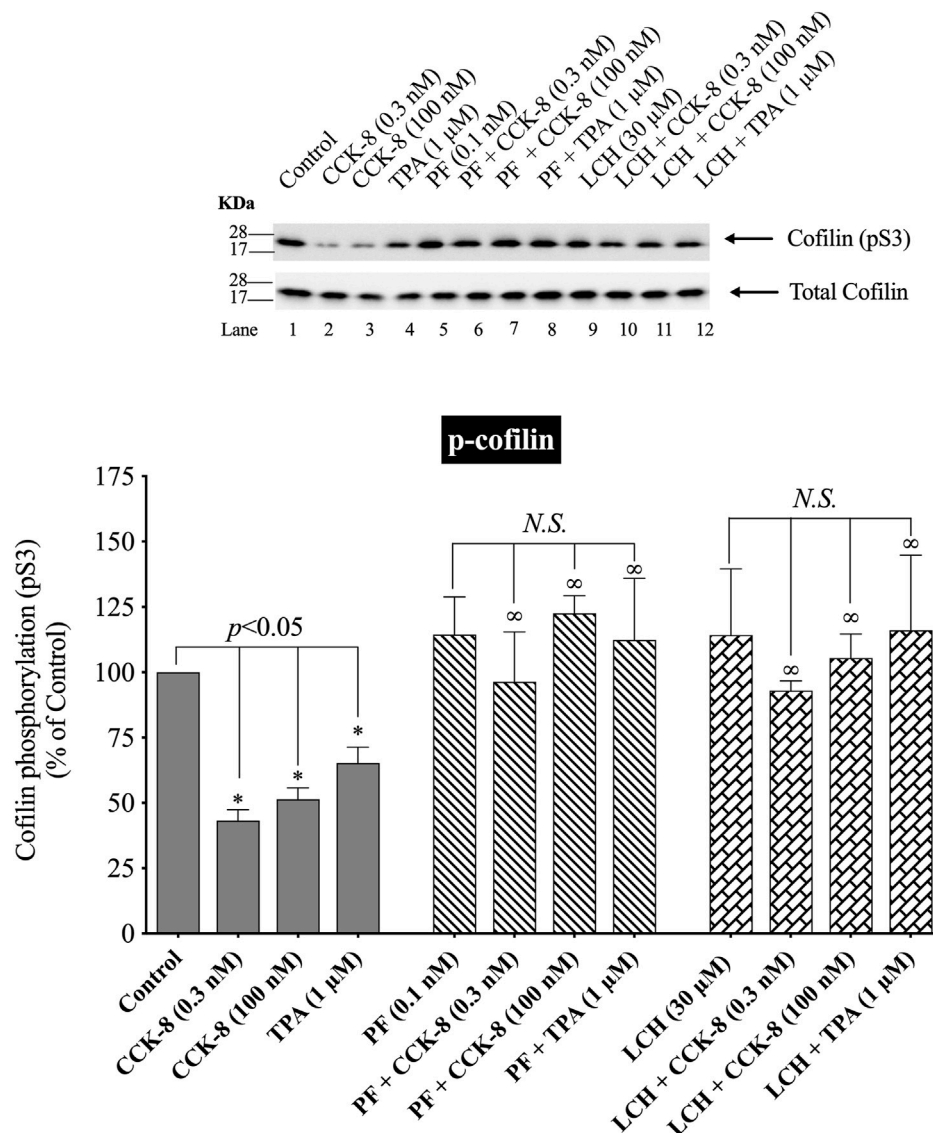 Control
CCK-8 (0.3 nM)
CCK-8 (100 nM)
TPA (1 µM)
PF (0.1 nM)
PF + CCK-8 (0.3 nM)
PF + CCK-8 (100 nM)
PF + TPA (1 µM)
LCH (30 µM)
LCH + CCK-8 (0.3 nM)
LCH + CCK-8 (100 nM)
LCH + TPA (1 µM)
KDa
28
17
Cofilin (pS3)
28
17
Total Cofilin
Lane 1 2 3 4 5 6 7 8 9 10 11 12
p-cofilin
Cofilin phosphorylation (pS3)
(% of Control)
175
150
125
100
75
50
25
0
p<0.05
* * *
N.S.
∞ ∞ ∞
N.S.
∞ ∞ ∞
Control
CCK-8 (0.3 nM)
CCK-8 (100 nM)
TPA (1 µM)
PF (0.1 nM)
PF + CCK-8 (0.3 nM)
PF + CCK-8 (100 nM)
PF + TPA (1 µM)
LCH (30 µM)
LCH + CCK-8 (0.3 nM)
LCH + CCK-8 (100 nM)
LCH + TPA (1 µM)